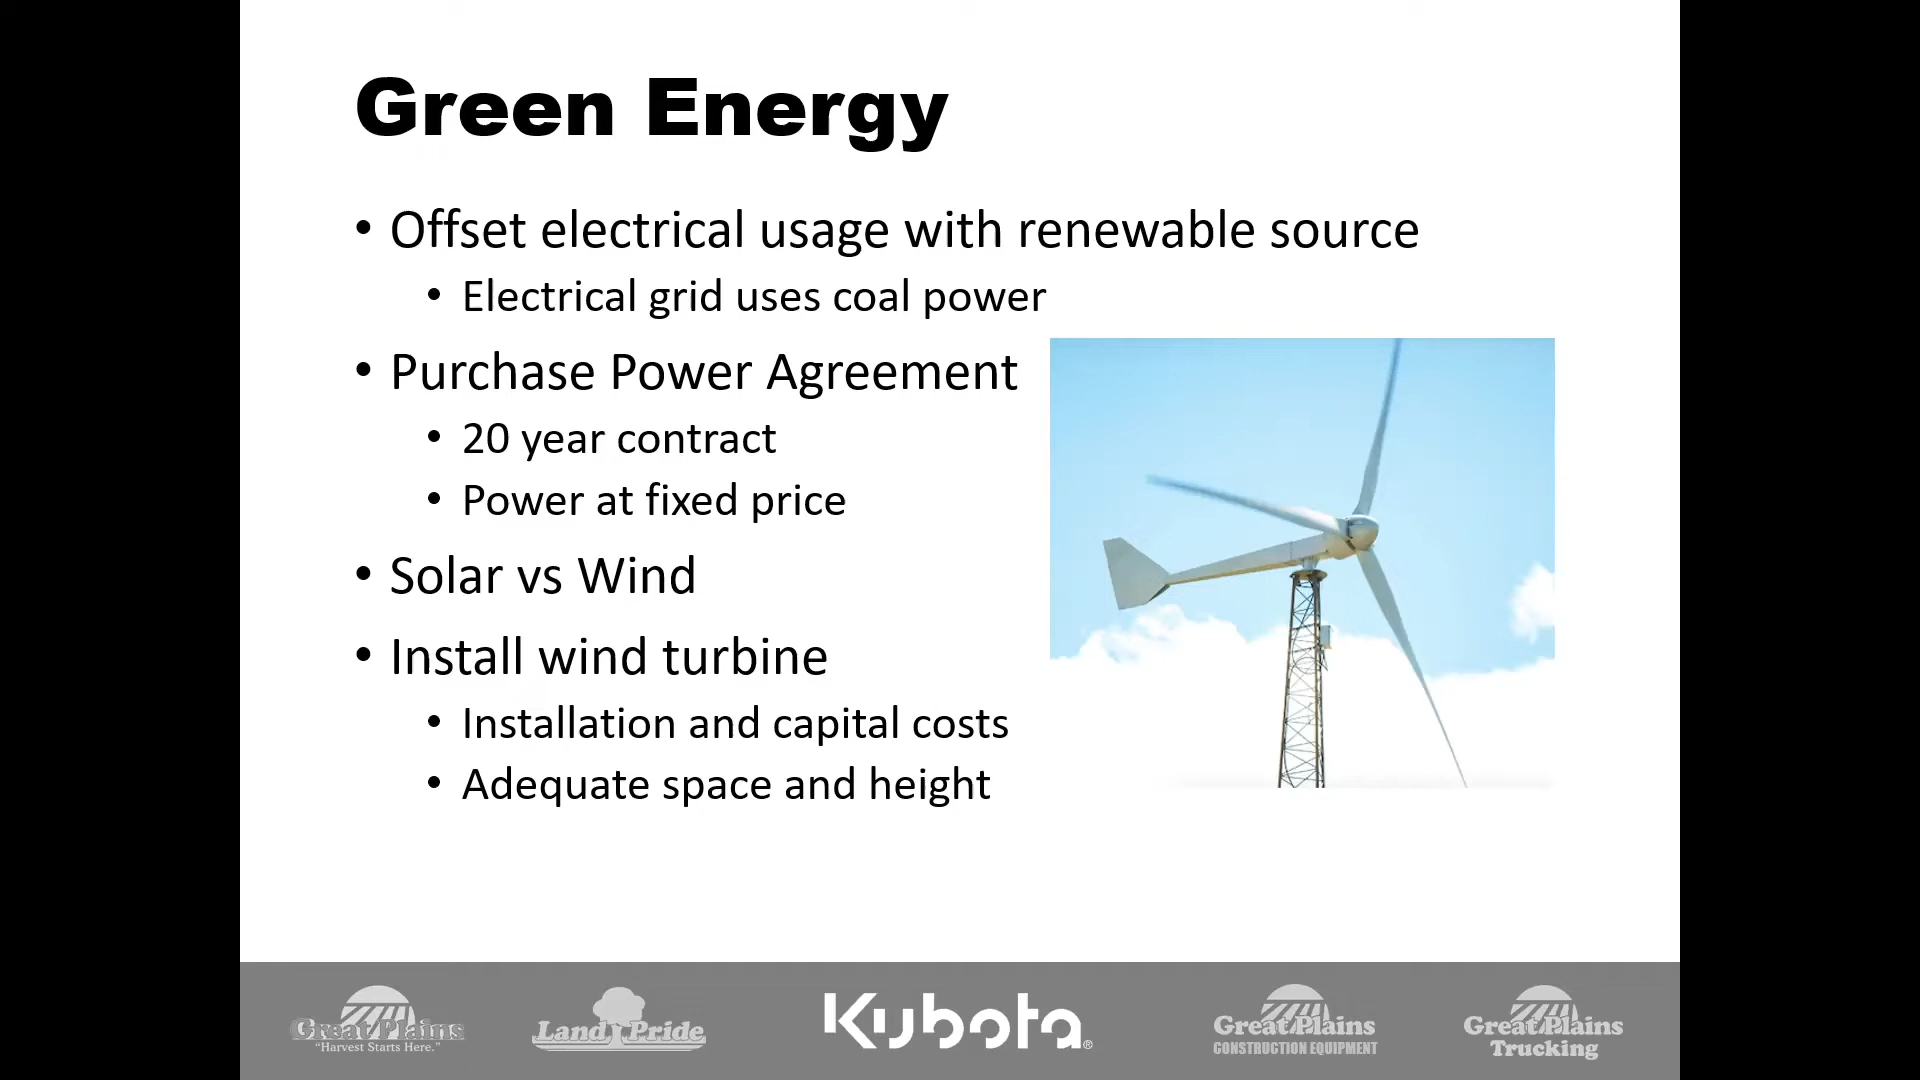 Green Energy
• Offset electrical usage with renewable source
• Electrical grid uses coal power
• Purchase Power Agreement
• 20 year contract
• Power at fixed price
• Solar vs Wind
• Install wind turbine
• Installation and capital costs
• Adequate space and height
Great Plains
“Harvest Starts Here.”
Land Pride
Kubota®
Great Plains
CONSTRUCTION EQUIPMENT
Great Plains
Trucking